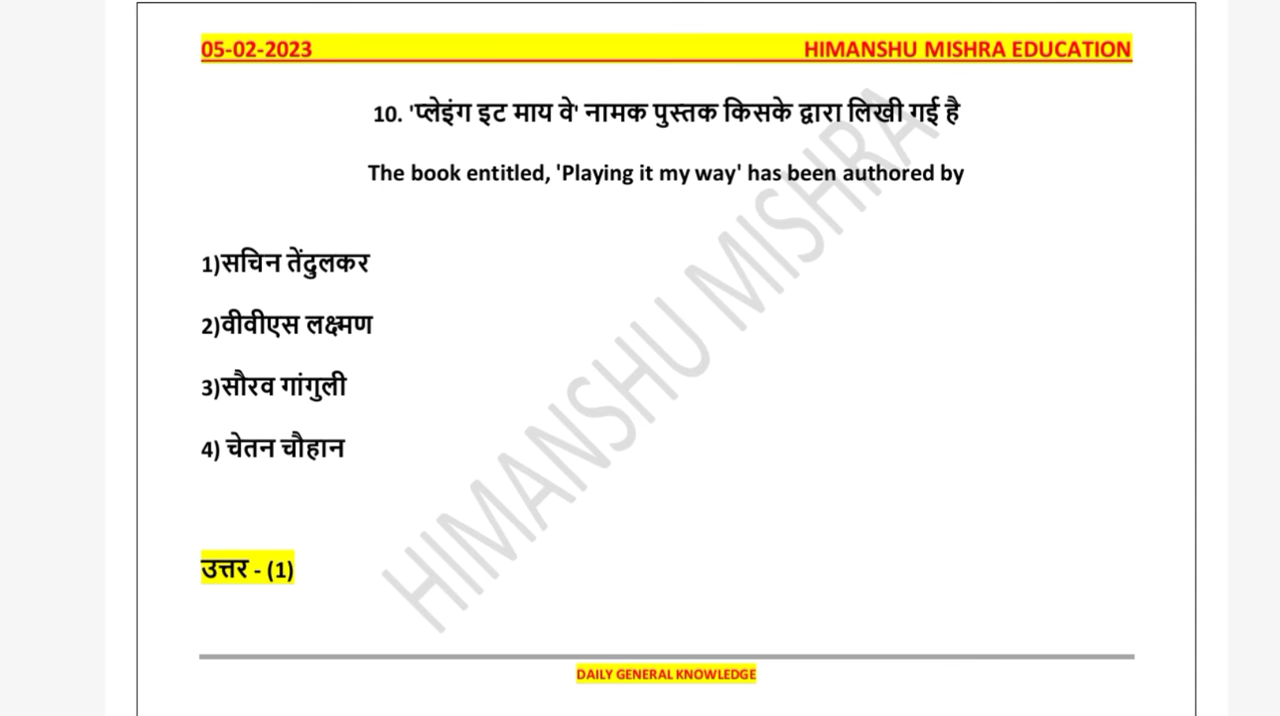 05-02-2023 HIMANSHU MISHRA EDUCATION
10. 'प्लेइंग इट माय वे' नामक पुस्तक किसके द्वारा लिखी गई है
The book entitled, 'Playing it my way' has been authored by
1)सचिन तेंदुलकर
2)वीवीएस लक्ष्मण
3)सौरव गांगुली
4) चेतन चौहान
HIMANSHU MISHRA
उत्तर - (1)
DAILY GENERAL KNOWLEDGE